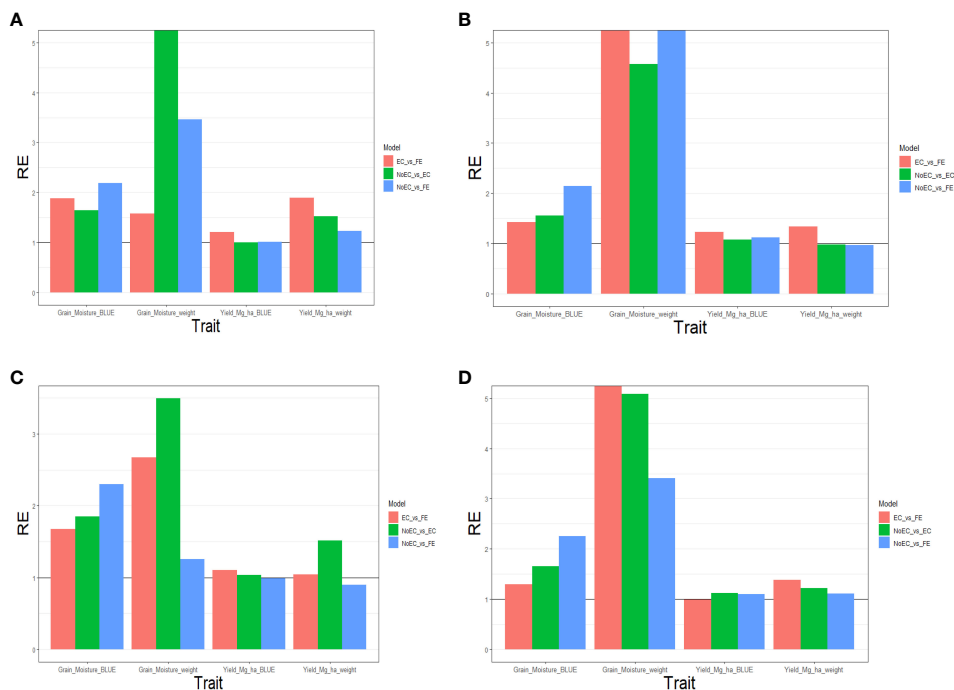 A
5
4
3
2
1
0
RE
Grain_Moisture_BLUE Grain_Moisture_weight Yield_Mg_ha_BLUE Yield_Mg_ha_weight
Trait
Model
EC_vs_FE
NoEC_vs_EC
NoEC_vs_FE
B
5
4
3
2
1
0
RE
Grain_Moisture_BLUE Grain_Moisture_weight Yield_Mg_ha_BLUE Yield_Mg_ha_weight
Trait
Model
EC_vs_FE
NoEC_vs_EC
NoEC_vs_FE
C
3
2
1
0
RE
Grain_Moisture_BLUE Grain_Moisture_weight Yield_Mg_ha_BLUE Yield_Mg_ha_weight
Trait
Model
EC_vs_FE
NoEC_vs_EC
NoEC_vs_FE
D
5
4
3
2
1
0
RE
Grain_Moisture_BLUE Grain_Moisture_weight Yield_Mg_ha_BLUE Yield_Mg_ha_weight
Trait
Model
EC_vs_FE
NoEC_vs_EC
NoEC_vs_FE